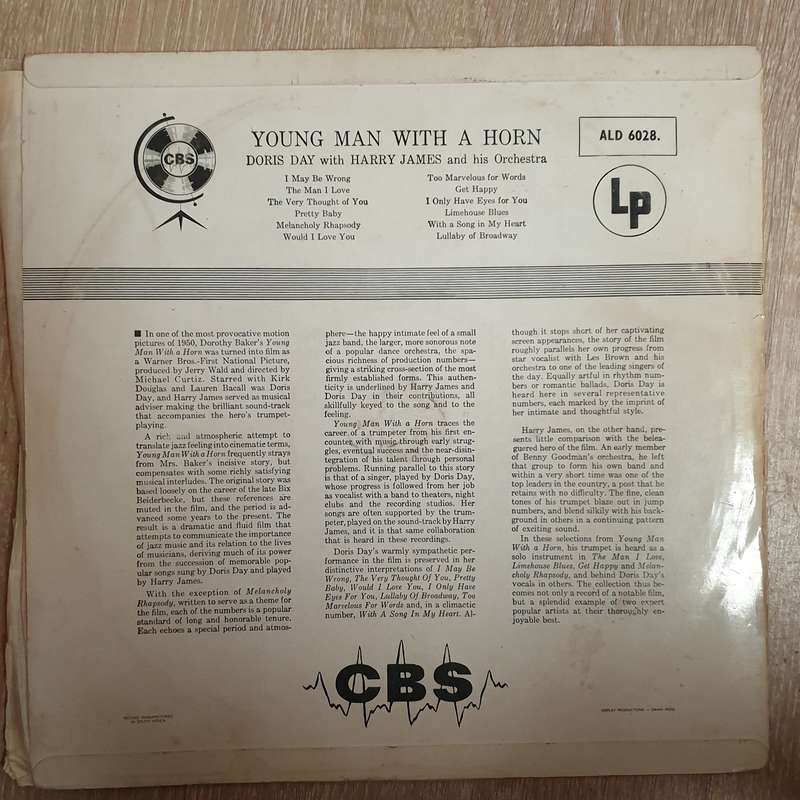 CBS
YOUNG MAN WITH A HORN
DORIS DAY with HARRY JAMES and his Orchestra
ALD 6028.
Lp
I May Be Wrong
The Man I Love
The Very Thought of You
Pretty Baby
Melancholy Rhapsody
Would I Love You
Too Marvelous for Words
Get Happy
I Only Have Eyes for You
Limehouse Blues
With a Song in My Heart
Lullaby of Broadway
■ In one of the most provocative motion
pictures of 1950, Dorothy Baker's Young
Man With a Horn was turned into film as
a Warner Bros.-First National Picture,
produced by Jerry Wald and directed by
Michael Curtiz. Starred with Kirk
Douglas and Lauren Bacall was Doris
Day, and Harry James served as musical
adviser making the brilliant sound-track
that accompanies the hero's trumpet-
playing.
A rich and atmospheric attempt to
translate jazz feeling into cinematic terms,
Young Man With a Horn frequently strays
from Mrs. Baker's incisive story, but
compensates with some richly satisfying
musical interludes. The original story was
based loosely on the career of the late Bix
Beiderbecke, but these references are
muted in the film, and the period is ad-
vanced some years to the present. The
result is a dramatic and fluid film that
attempts to communicate the importance
of jazz music and its relation to the lives
of musicians, deriving much of its power
from the succession of memorable pop-
ular songs sung by Doris Day and played
by Harry James.
With the exception of Melancholy
Rhapsody, written to serve as a theme for
the film, each of the numbers is a popular
standard of long and honorable tenure.
Each echoes a special period and atmos-
phere—the happy intimate feel of a small
jazz band, the larger, more sonorous note
of a popular dance orchestra, the spa-
cious richness of production numbers—
giving a striking cross-section of the most
firmly established forms. This authen-
ticity is underlined by Harry James and
Doris Day in their contributions, all
skillfully keyed to the song and to the
feeling.
Young Man With a Horn traces the
career of a trumpeter from his first en-
counter with music through early strug-
gles, eventual success and the near-disin-
tegration of his talent through personal
problems. Running parallel to this story
is that of a singer, played by Doris Day,
whose progress is followed from her job
as vocalist with a band to theaters, night
clubs and the recording studios. Her
songs are often supported by the trum-
peter, played on the sound-track by Harry
James, and it is that same collaboration
that is heard in these recordings.
Doris Day's warmly sympathetic per-
formance in the film is preserved in her
distinctive interpretations of I May Be
Wrong, The Very Thought Of You, Pretty
Baby, Would I Love You, I Only Have
Eyes For You, Lullaby Of Broadway, Too
Marvelous For Words and, in a climactic
number, With A Song In My Heart. Al-
though it stops short of her captivating
screen appearances, the story of the film
roughly parallels her own progress from
star vocalist with Les Brown and his
orchestra to one of the leading singers of
the day. Equally artful in rhythm num-
bers or romantic ballads, Doris Day is
heard here in several representative
numbers, each marked by the imprint of
her intimate and thoughtful style.
Harry James, on the other hand, pre-
sents little comparison with the belea-
guered hero of the film. An early member
of Benny Goodman's orchestra, he left
that group to form his own band and
within a very short time was one of the
top leaders in the country, a post that he
retains with no difficulty. The fine, clean
tones of his trumpet blaze out in jump
numbers, and blend silkily with his back-
ground in others in a continuing pattern
of exciting sound.
In these selections from Young Man
With a Horn, his trumpet is heard as a
solo instrument in The Man I Love,
Limehouse Blues, Get Happy and Melan-
choly Rhapsody, and behind Doris Day's
vocals in others. The collection thus be-
comes not only a record of a notable film,
but a splendid example of two expert
popular artists at their thoroughly en-
joyable best.
CBS
RECORD MANUFACTURED
IN SOUTH AFRICA